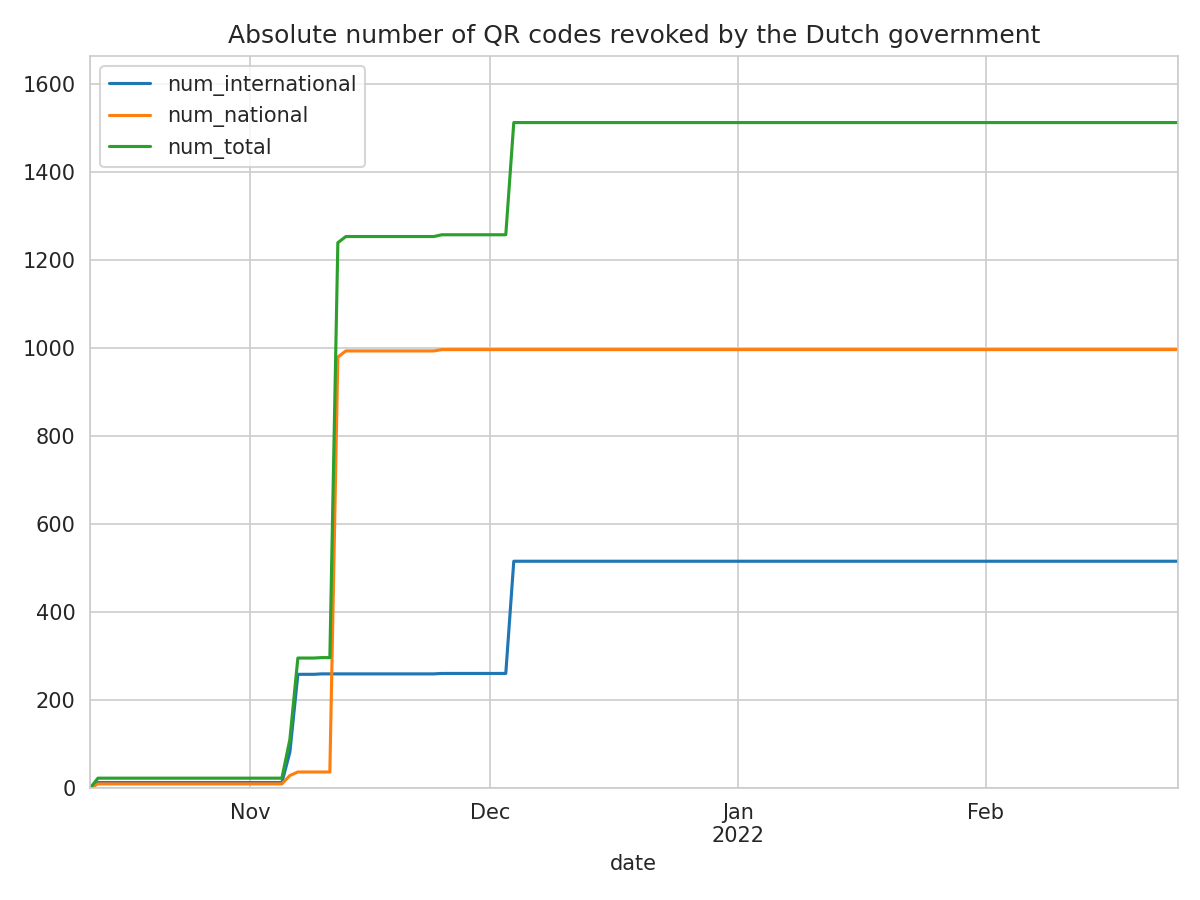 Absolute number of QR codes revoked by the Dutch government
num_international
num_national
num_total
1600
1400
1200
1000
800
600
400
200
0
Nov
Dec
Jan
2022
Feb
date